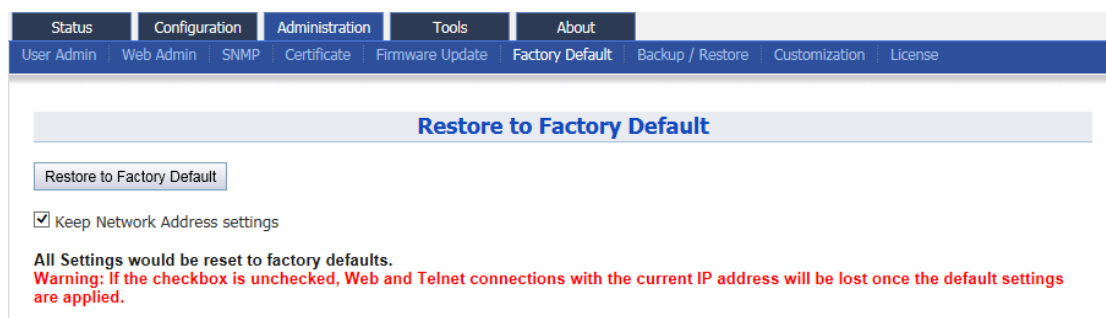 Status Configuration Administration Tools About
User Admin Web Admin SNMP Certificate Firmware Update Factory Default Backup / Restore Customization License
Restore to Factory Default
Restore to Factory Default
Keep Network Address settings
All Settings would be reset to factory defaults.
Warning: If the checkbox is unchecked, Web and Telnet connections with the current IP address will be lost once the default settings
are applied.